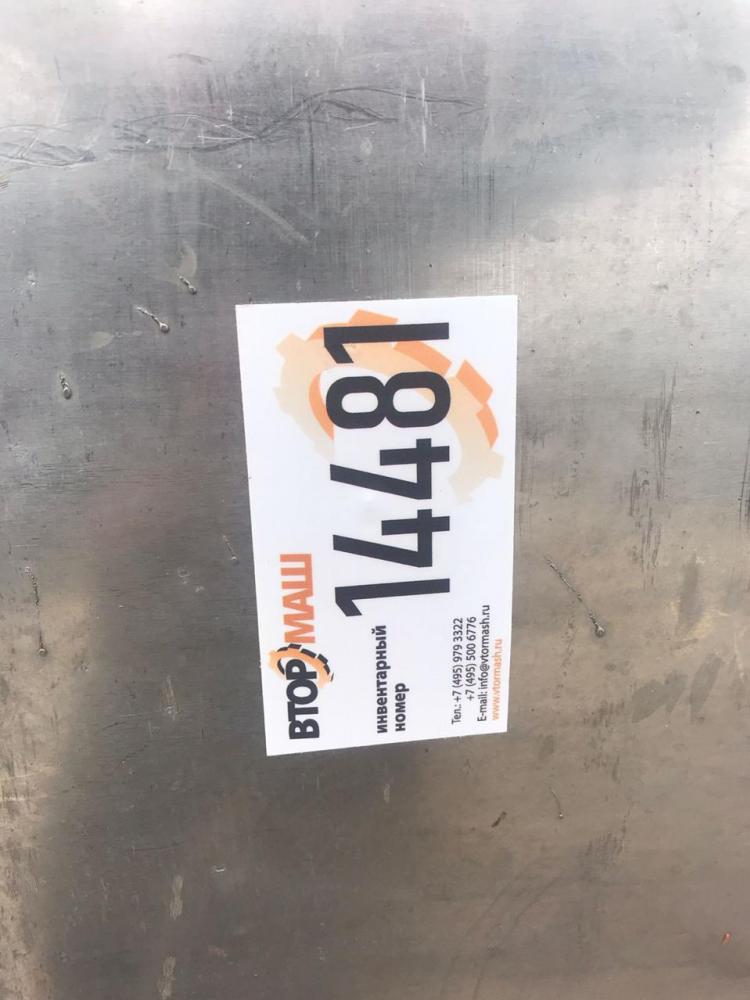 ВТОРМАШ
инвентарный
номер
14481
Тел.: +7 (495) 979 3322
+7 (495) 500 6776
E-mail: info@vtormash.ru
www.vtormash.ru